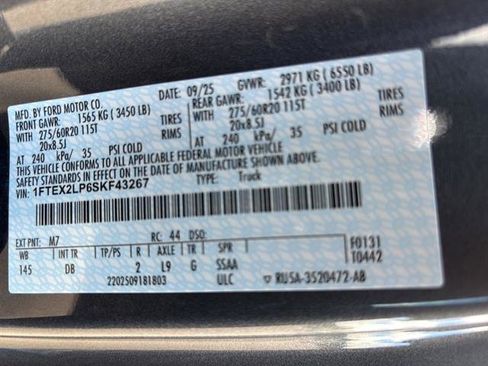 MFD. BY FORD MOTOR CO.
DATE: 09/25 GVWR: 2971 KG (6550 LB)
FRONT GAWR: 1565 KG (3450 LB) REAR GAWR: 1542 KG (3400 LB)
WITH 275/60R20 115T TIRES WITH 275/60R20 115T TIRES
20x8.5J RIMS 20x8.5J RIMS
AT 240 kPa/ 35 PSI COLD AT 240 kPa/ 35 PSI COLD
THIS VEHICLE CONFORMS TO ALL APPLICABLE FEDERAL MOTOR VEHICLE
SAFETY STANDARDS IN EFFECT ON THE DATE OF MANUFACTURE SHOWN ABOVE.
VIN: 1FTEX2LP6SKF43267 TYPE: Truck
EXT PNT: M7 RC: 44 DSO: F0131
WB INT TR TP/PS R AXLE TR SPR T0442
145 DB 2 L9 G SSAA
2202509181803 ULC RU5A-3520472-AB